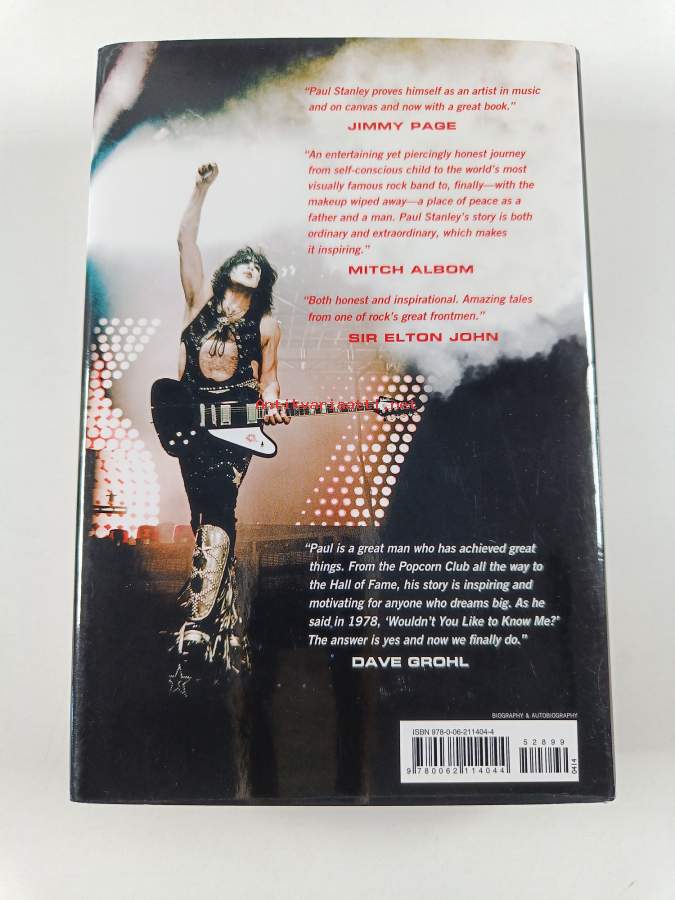 "Paul Stanley proves himself as an artist in music
and on canvas and now with a great book."
JIMMY PAGE
"An entertaining yet piercingly honest journey
from self-conscious child to the world's most
visually famous rock band to, finally—with the
makeup wiped away—a place of peace as a
father and a man. Paul Stanley's story is both
ordinary and extraordinary, which makes
it inspiring."
MITCH ALBOM
"Both honest and inspirational. Amazing tales
from one of rock's great frontmen."
SIR ELTON JOHN
Antikvariaatti.net
"Paul is a great man who has achieved great
things. From the Popcorn Club all the way to
the Hall of Fame, his story is inspiring and
motivating for anyone who dreams big. As he
said in 1978, 'Wouldn't You Like to Know Me?'
The answer is yes and now we finally do."
DAVE GROHL
BIOGRAPHY & AUTOBIOGRAPHY
ISBN 978-0-06-211404-4
52899
9 780062 114044
0414